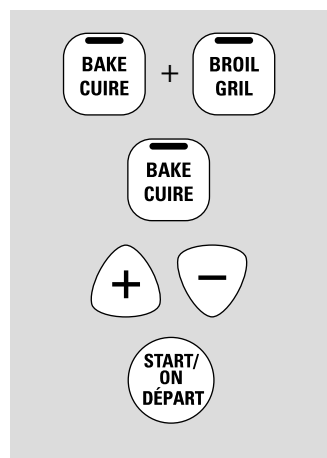 BAKE
CUIRE
+
BROIL
GRIL
BAKE
CUIRE
+ −
START/
ON
DÉPART